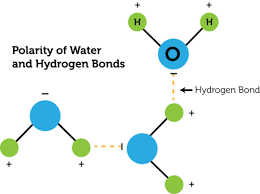 + +
H H
O
Polarity of Water
and Hydrogen Bonds
–
Hydrogen Bond
+
–
–
+ +
+